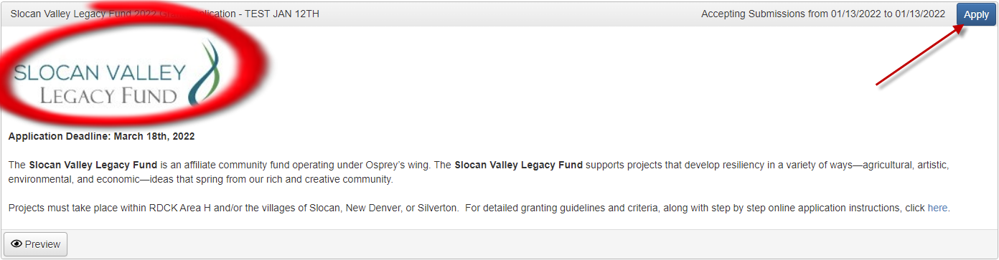 Slocan Valley Legacy Fund 2022 Grant Application - TEST JAN 12TH
Accepting Submissions from 01/13/2022 to 01/13/2022
Apply
SLOCAN VALLEY
LEGACY FUND
Application Deadline: March 18th, 2022
The Slocan Valley Legacy Fund is an affiliate community fund operating under Osprey’s wing. The Slocan Valley Legacy Fund supports projects that develop resiliency in a variety of ways—agricultural, artistic,
environmental, and economic—ideas that spring from our rich and creative community.
Projects must take place within RDCK Area H and/or the villages of Slocan, New Denver, or Silverton.  For detailed granting guidelines and criteria, along with step by step online application instructions, click here.
Preview